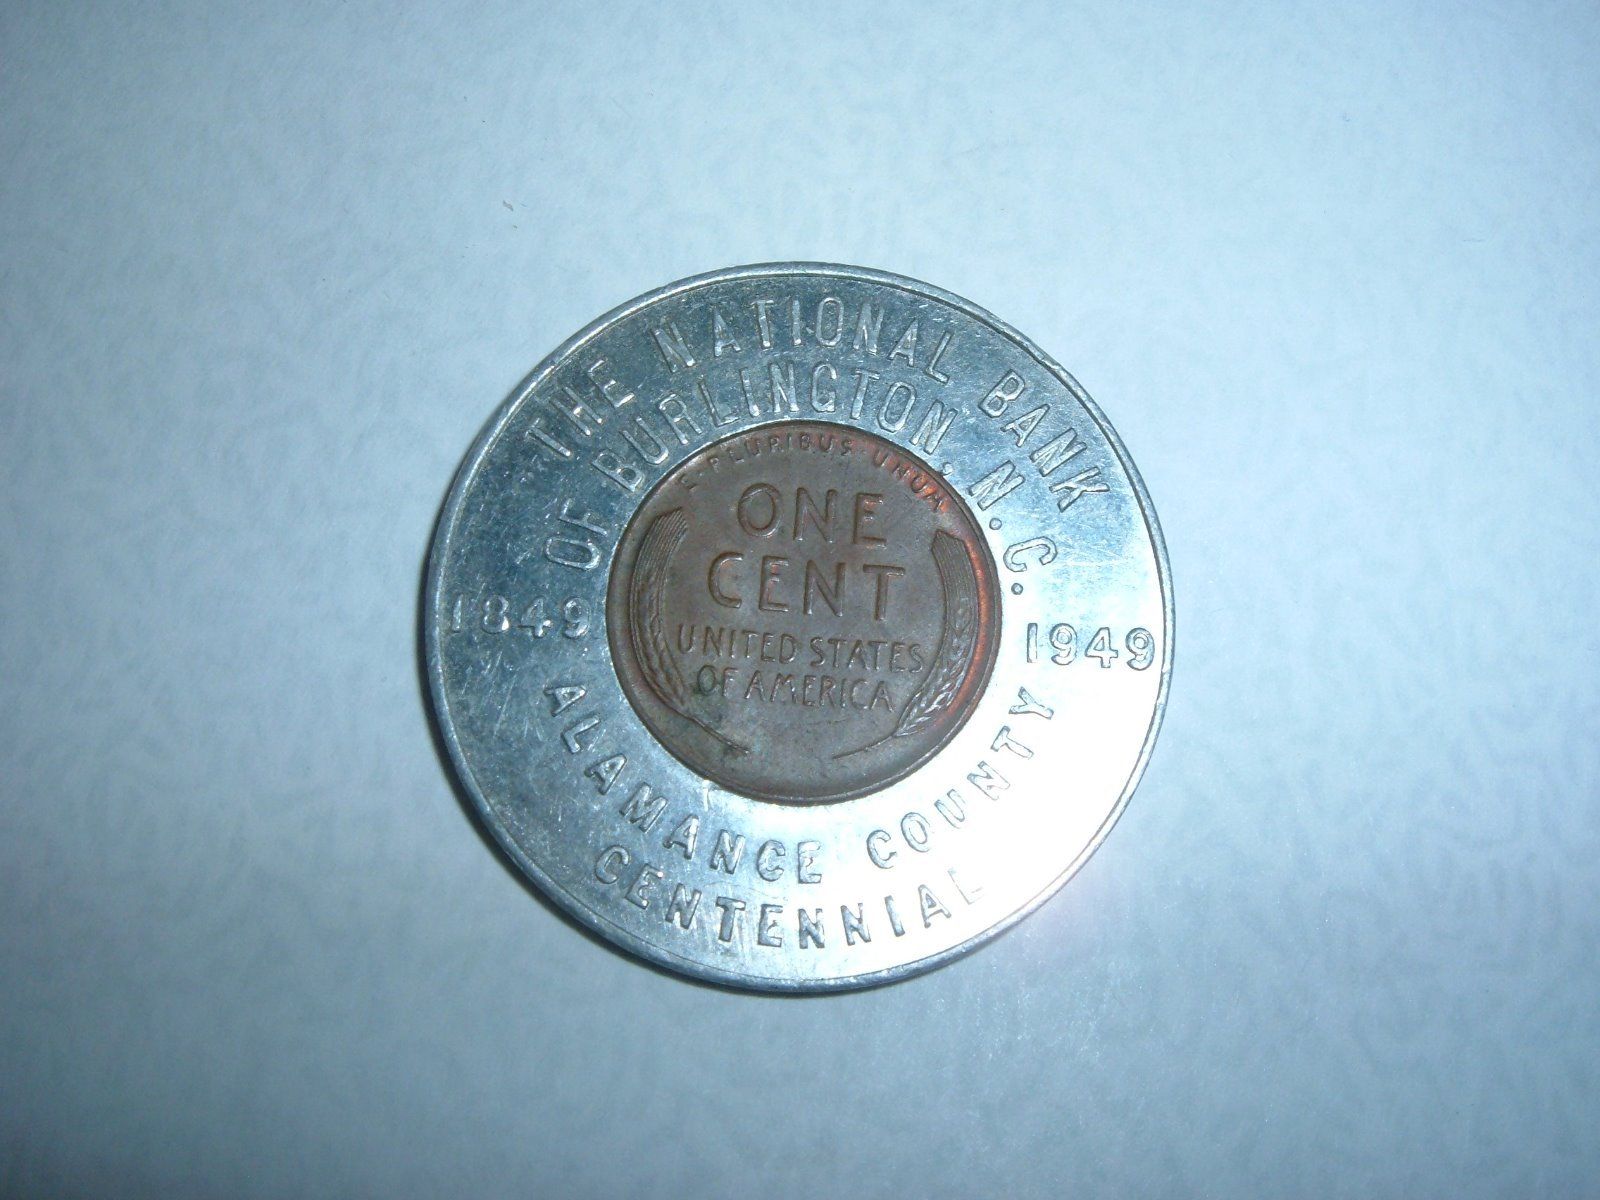 THE NATIONAL BANK
OF BURLINGTON, N.C.
1849
1949
E·PLURIBUS·UNUM
ONE
CENT
UNITED STATES
OF AMERICA
ALAMANCE COUNTY
CENTENNIAL